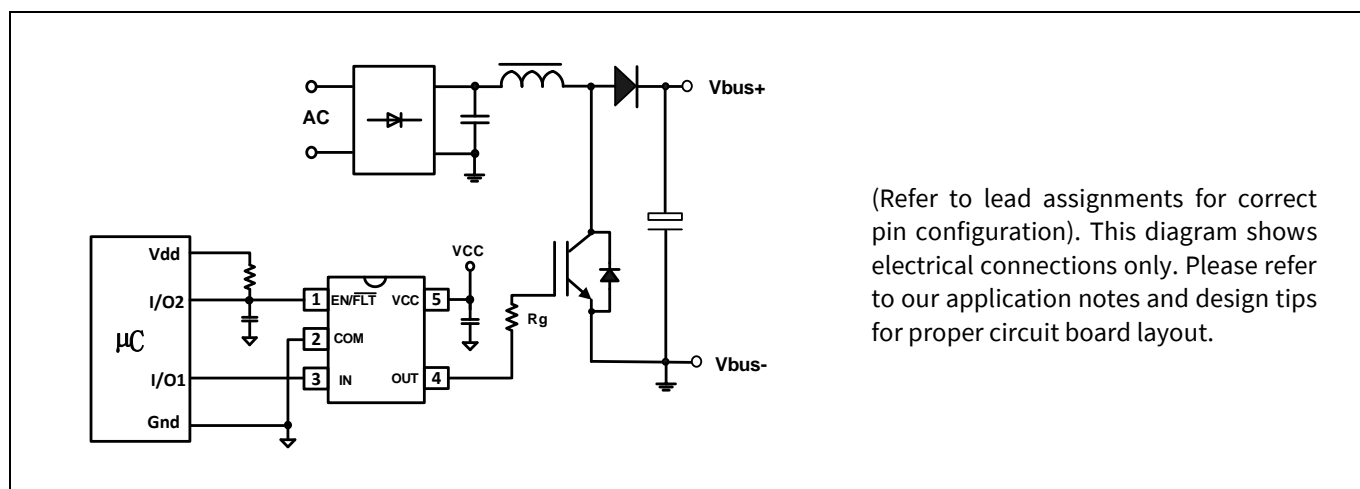 AC
Vbus+
(Refer to lead assignments for correct
pin configuration). This diagram shows
electrical connections only. Please refer
to our application notes and design tips
for proper circuit board layout.
Vdd
VCC
I/O2
1 EN/FLT VCC 5
Rg
µC
2 COM
Vbus-
I/O1
3 IN OUT 4
Gnd